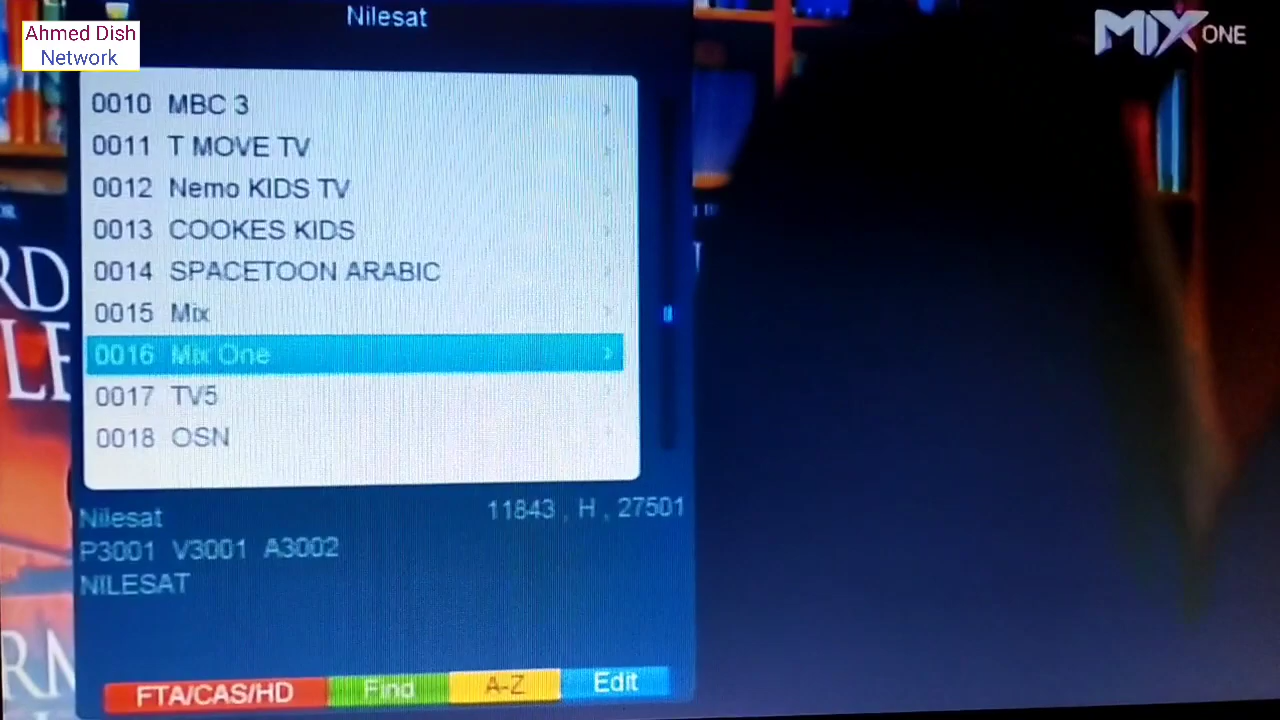 Ahmed Dish
Network
Nilesat
MIX ONE
0010 MBC 3
0011 T MOVE TV
0012 Nemo KIDS TV
0013 COOKES KIDS
0014 SPACETOON ARABIC
0015 Mix
0016 Mix One
0017 TV5
0018 OSN
Nilesat 11843 , H , 27501
P3001 V3001 A3002
NILESAT
FTA/CAS/HD Find A-Z Edit